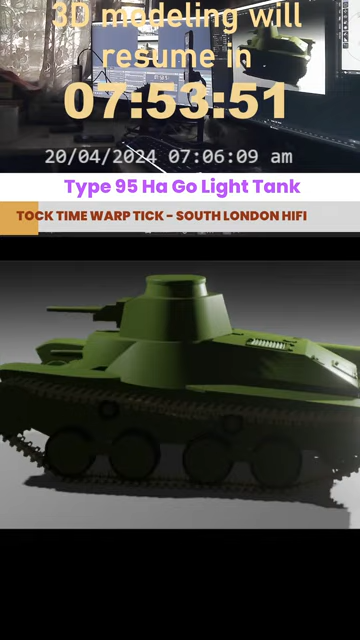 3D modeling will
resume in
07:53:51
20/04/2024 07:06:09 am
Type 95 Ha Go Light Tank
TOCK TIME WARP TICK - SOUTH LONDON HIFI